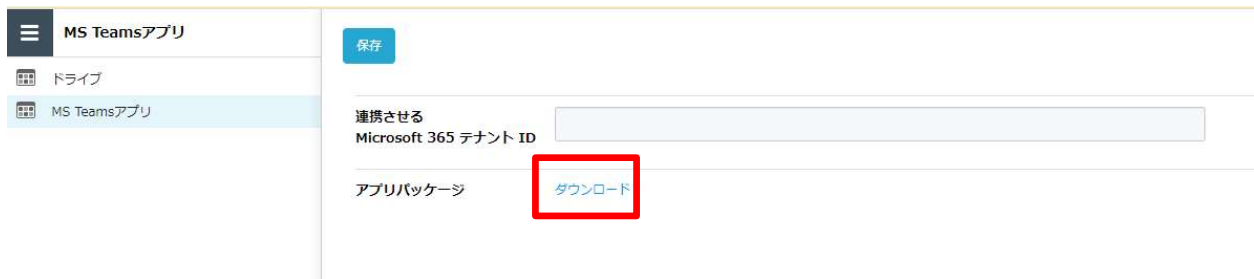 MS Teamsアプリ
ドライブ
MS Teamsアプリ
保存
連携させる
Microsoft 365 テナント ID
アプリパッケージ
ダウンロード